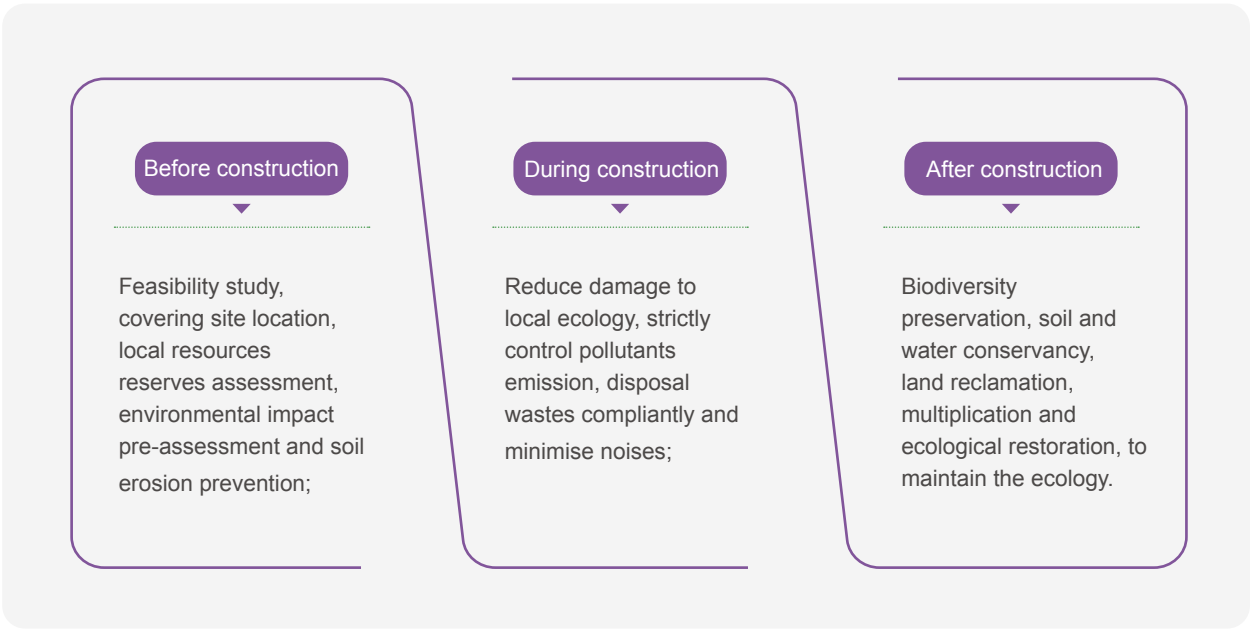 Before construction
Feasibility study,
covering site location,
local resources
reserves assessment,
environmental impact
pre-assessment and soil
erosion prevention;
During construction
Reduce damage to
local ecology, strictly
control pollutants
emission, disposal
wastes compliantly and
minimise noises;
After construction
Biodiversity
preservation, soil and
water conservancy,
land reclamation,
multiplication and
ecological restoration, to
maintain the ecology.